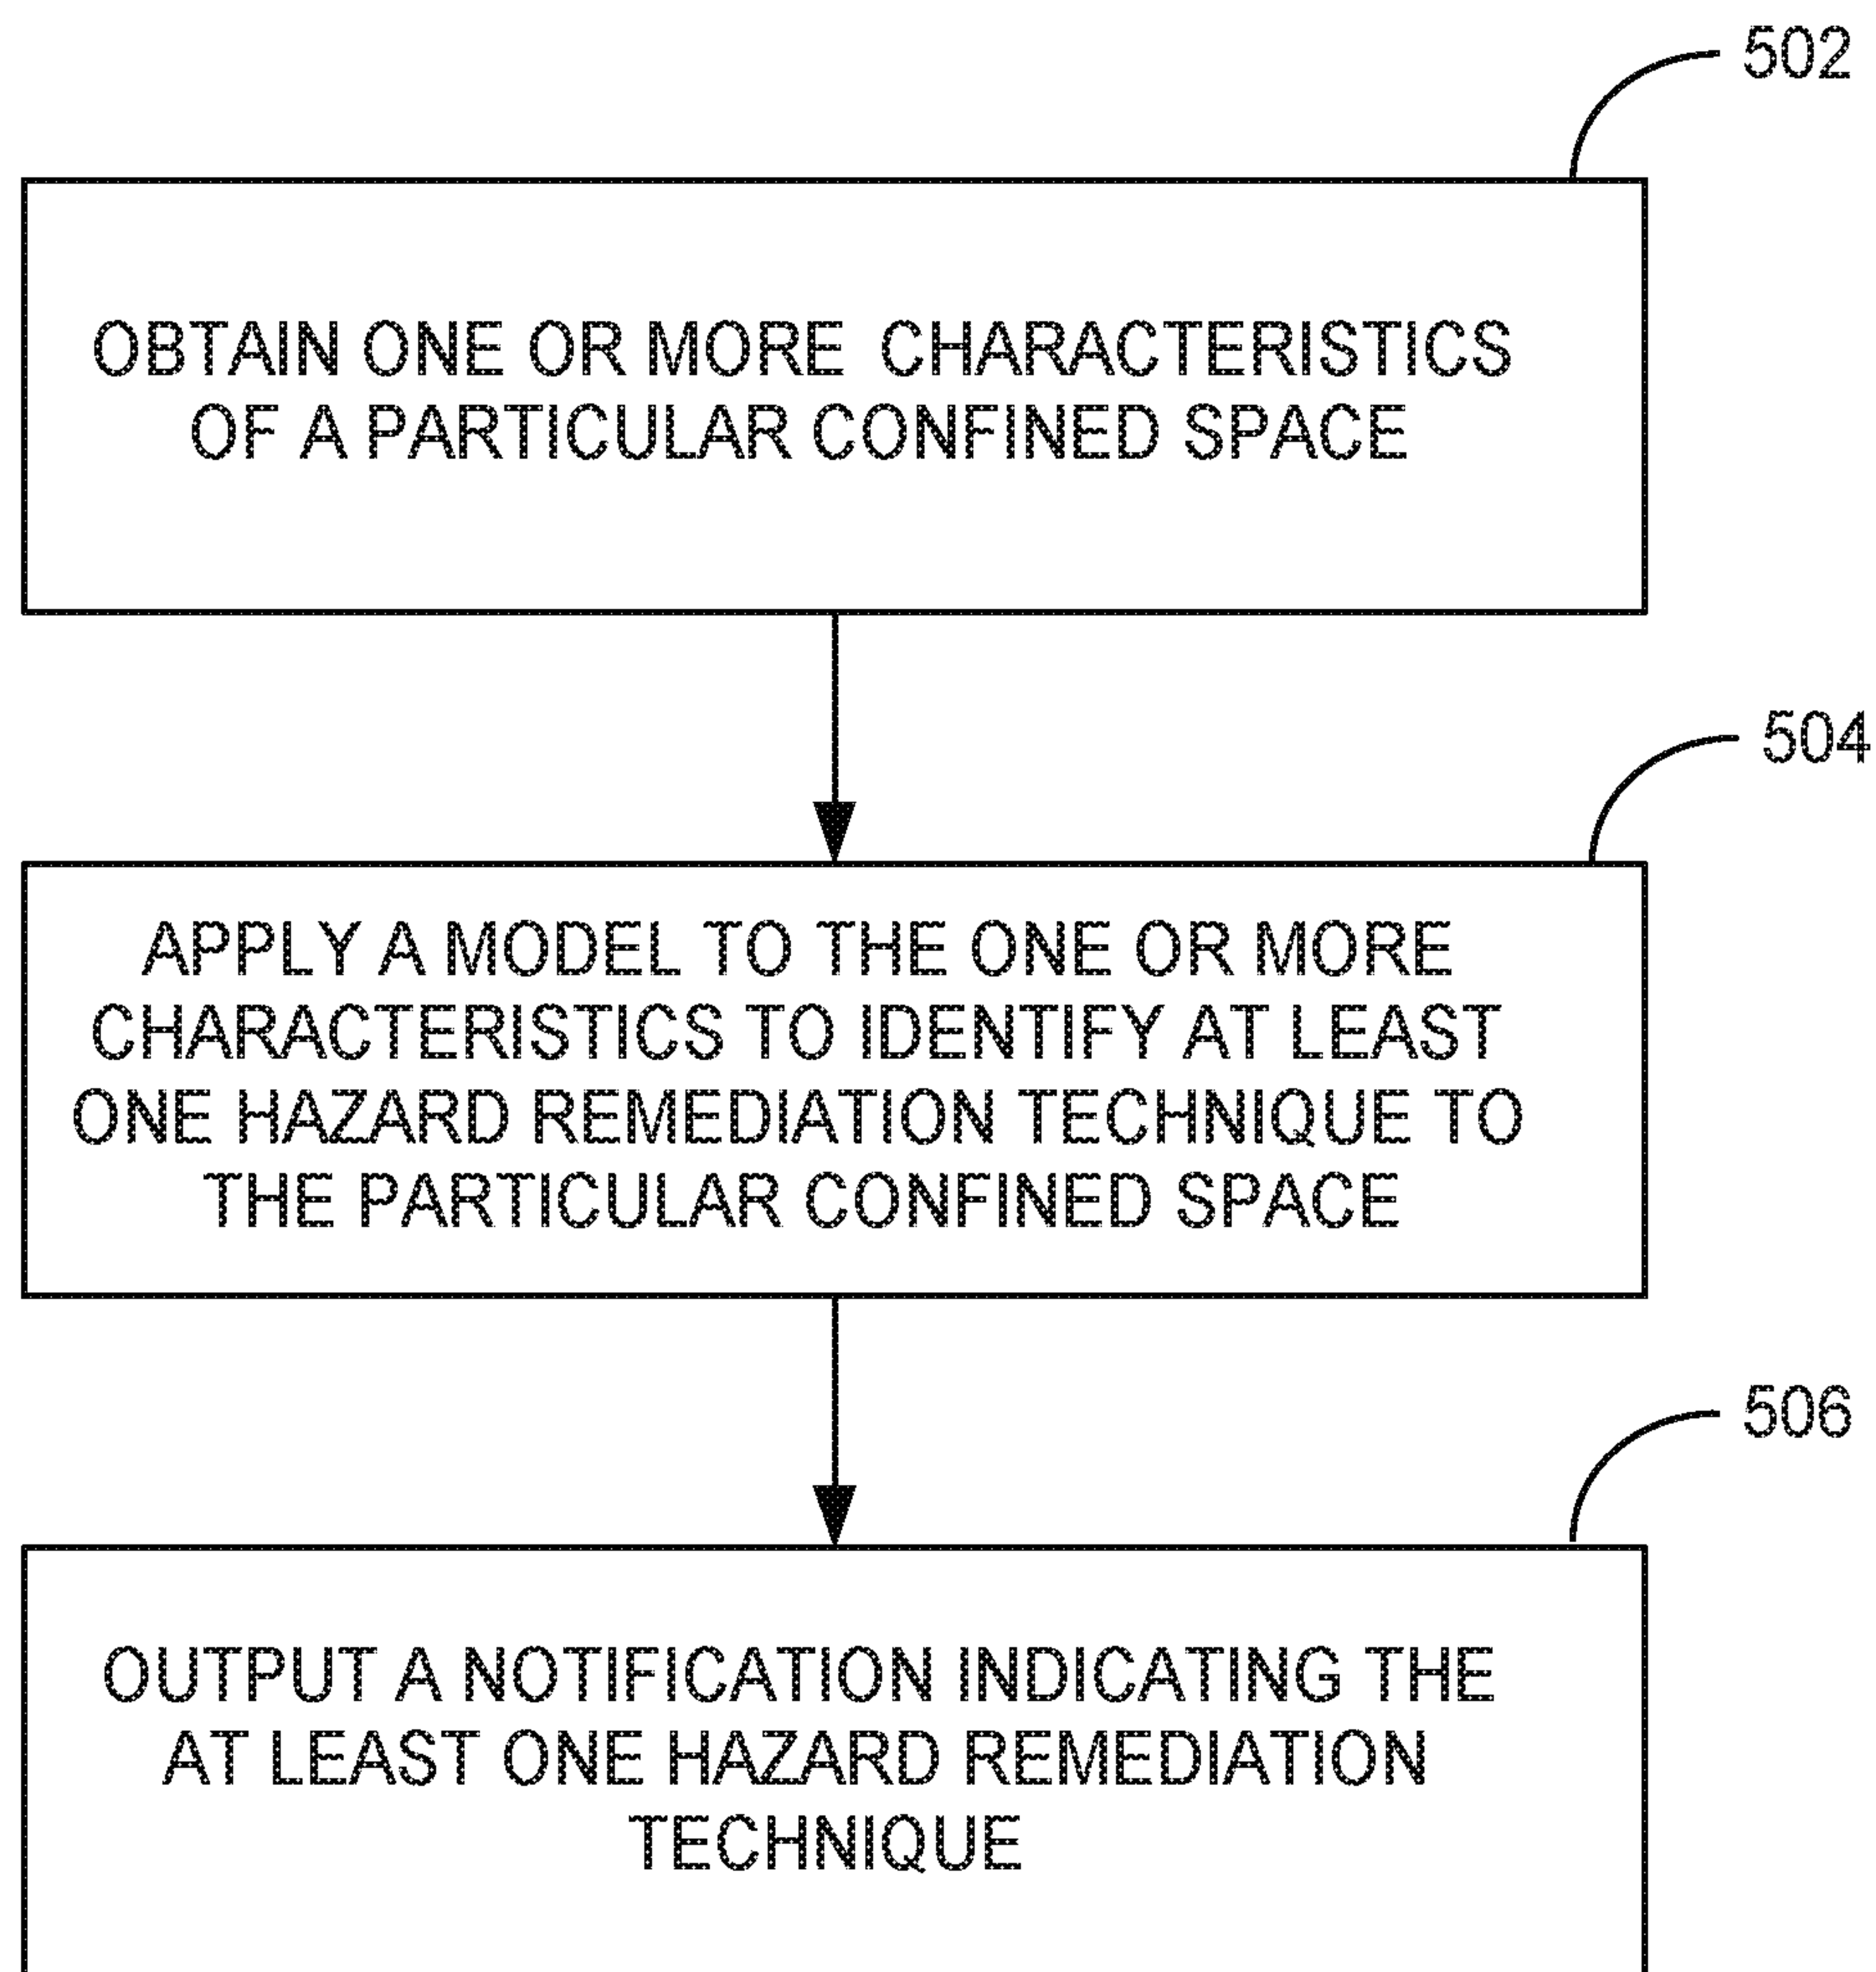 502
OBTAIN ONE OR MORE CHARACTERISTICS
OF A PARTICULAR CONFINED SPACE
504
APPLY A MODEL TO THE ONE OR MORE
CHARACTERISTICS TO IDENTIFY AT LEAST
ONE HAZARD REMEDIATION TECHNIQUE TO
THE PARTICULAR CONFINED SPACE
506
OUTPUT A NOTIFICATION INDICATING THE
AT LEAST ONE HAZARD REMEDIATION
TECHNIQUE